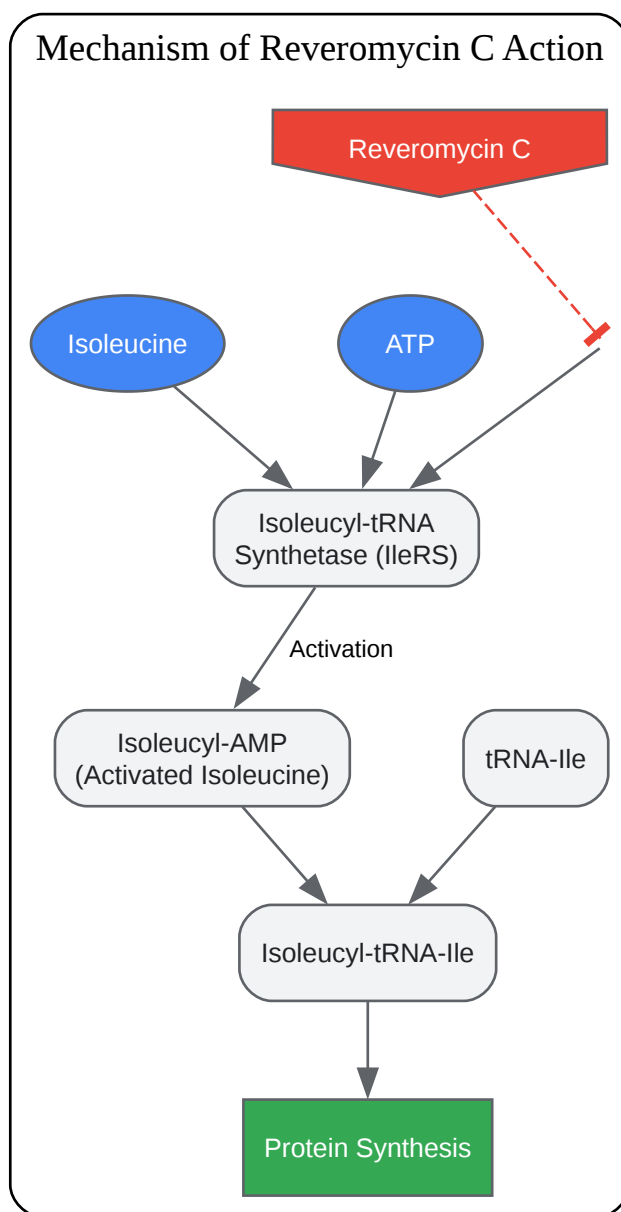 Mechanism of Reveromycin C Action
Reveromycin C
Isoleucine
ATP
Isoleucyl-tRNA
Synthetase (IleRS)
Activation
Isoleucyl-AMP
(Activated Isoleucine)
tRNA-Ile
Isoleucyl-tRNA-Ile
Protein Synthesis